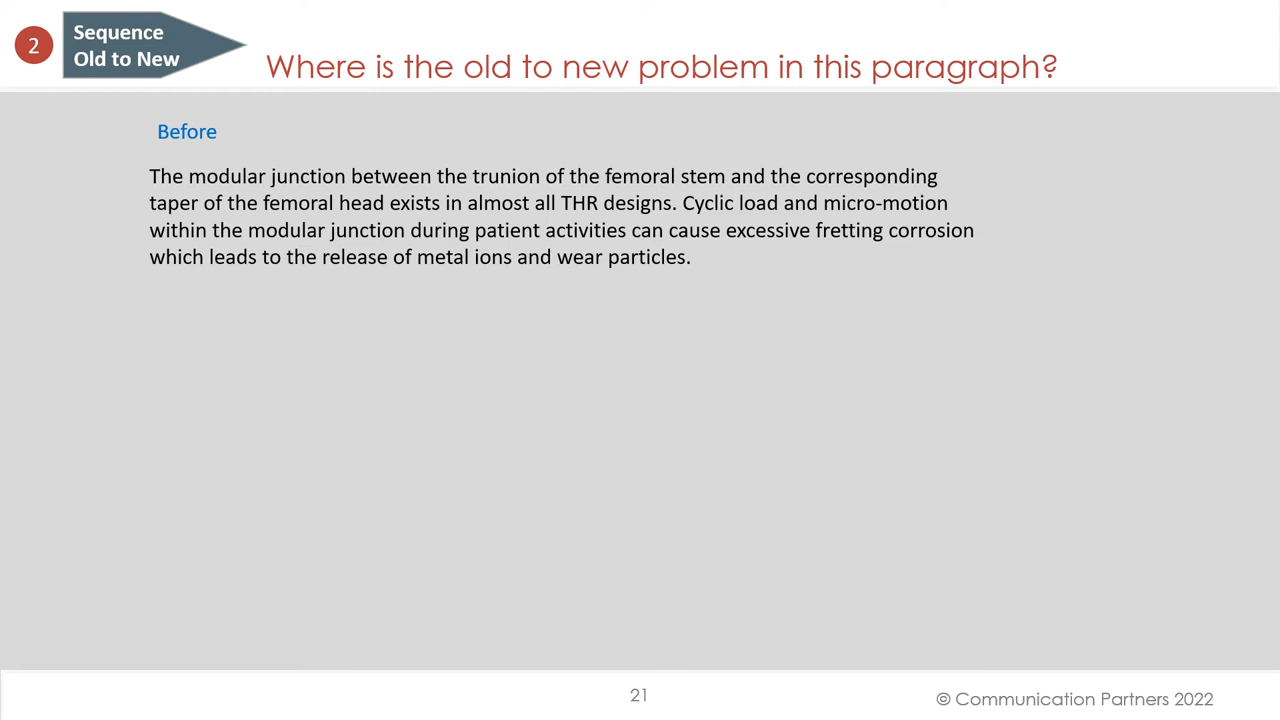 2
Sequence
Old to New
Where is the old to new problem in this paragraph?
Before
The modular junction between the trunion of the femoral stem and the corresponding
taper of the femoral head exists in almost all THR designs. Cyclic load and micro-motion
within the modular junction during patient activities can cause excessive fretting corrosion
which leads to the release of metal ions and wear particles.
21
© Communication Partners 2022